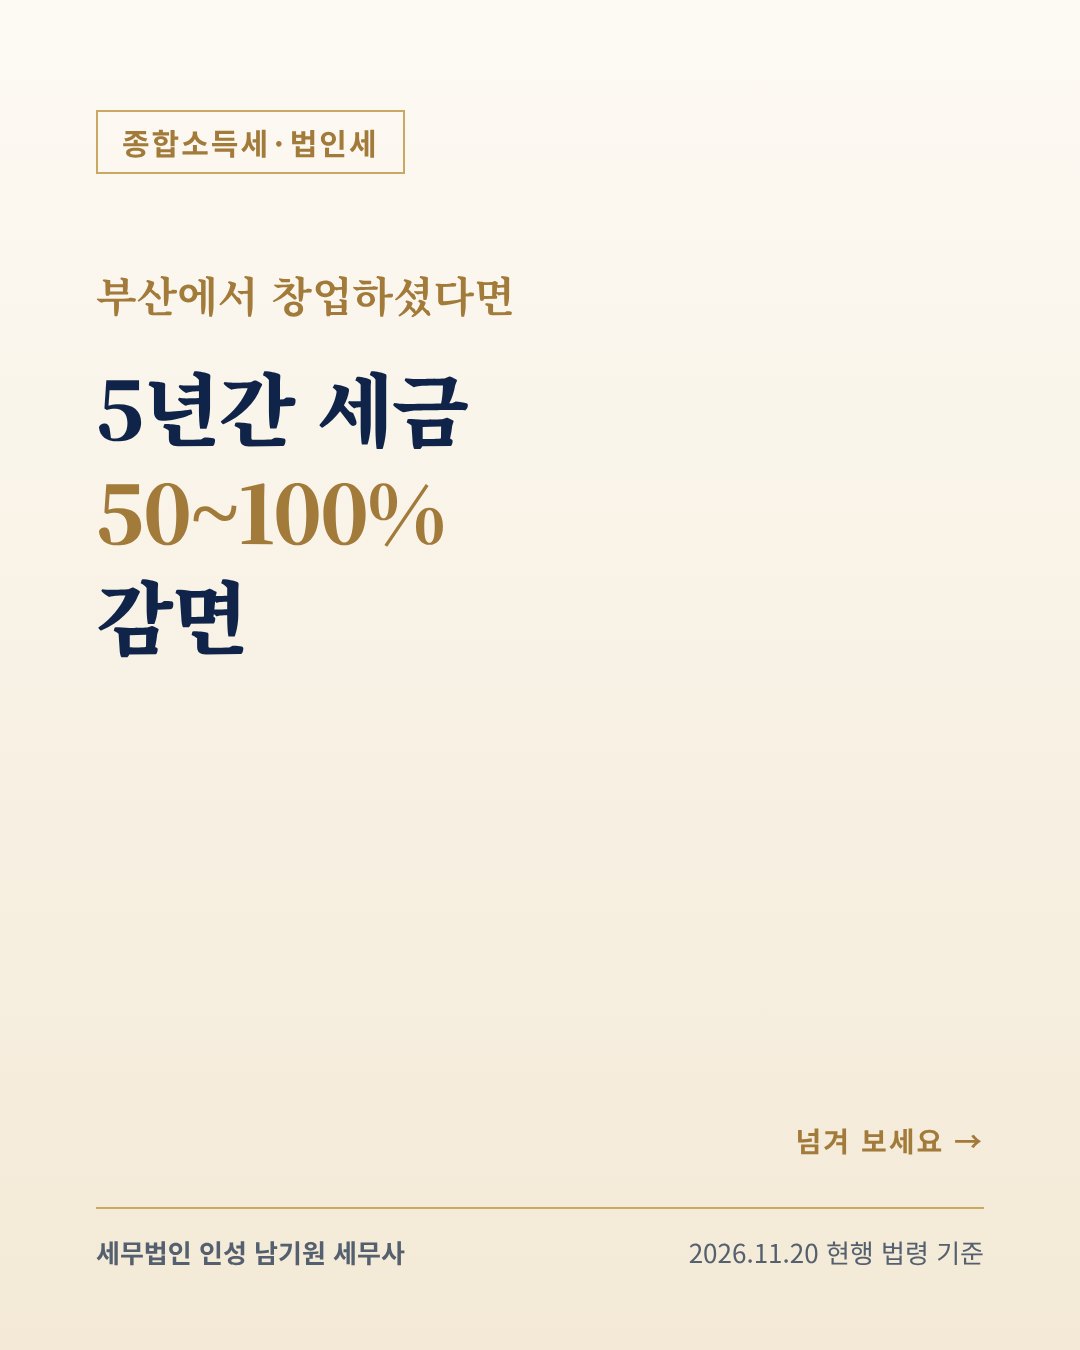 종합소득세·법인세
부산에서 창업하셨다면
5년간 세금
50~100%
감면
넘겨 보세요 →
세무법인 인성 남기원 세무사
2026.11.20 현행 법령 기준